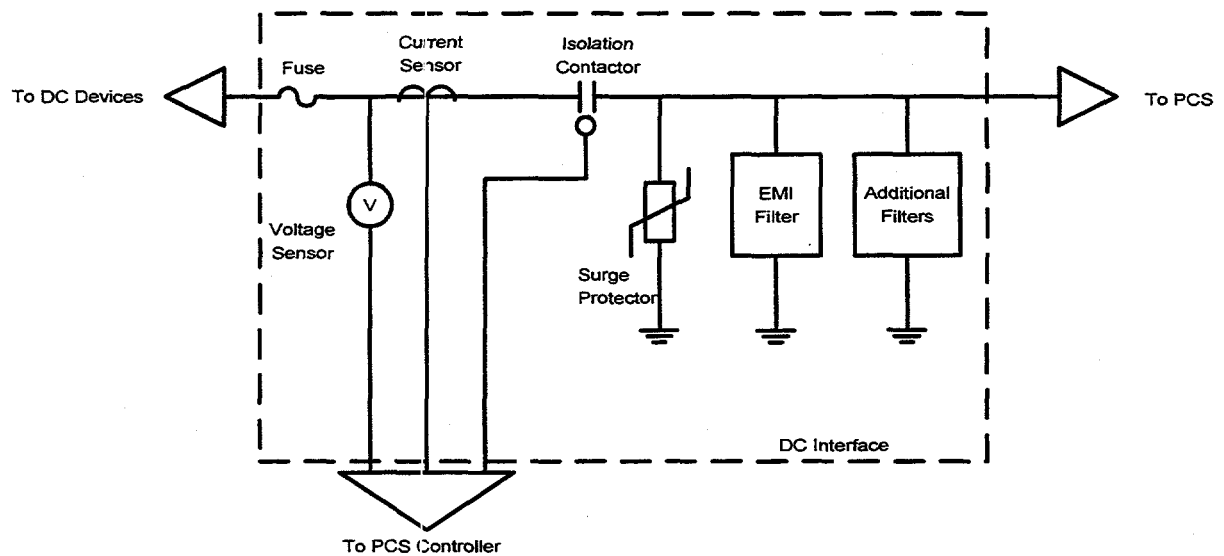 Current
Sensor
Isolation
Contactor
Fuse
To DC Devices
To PCS
V
EMI
Filter
Additional
Filters
Voltage
Sensor
Surge
Protector
DC Interface
To PCS Controller